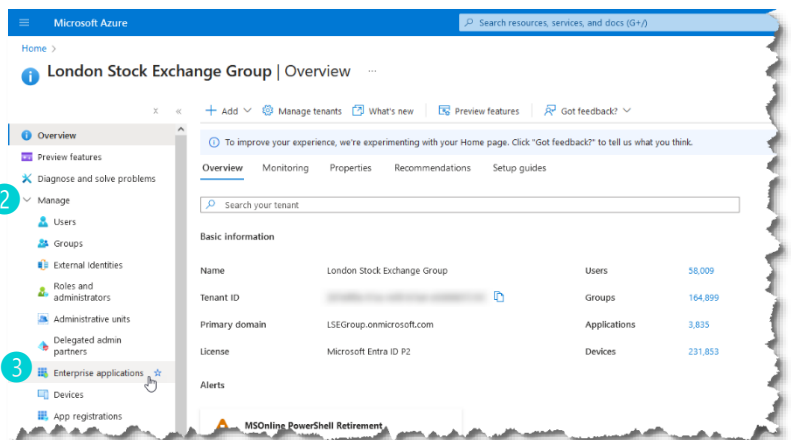 Microsoft Azure
Search resources, services, and docs (G+/)
Home >
London Stock Exchange Group | Overview ...
+ Add
Manage tenants
What's new
Preview features
Got feedback?
Overview
Preview features
Diagnose and solve problems
2
Manage
Users
Groups
External Identities
Roles and
administrators
Administrative units
Delegated admin
partners
3
Enterprise applications
Devices
App registrations
To improve your experience, we're experimenting with your Home page. Click "Got feedback?" to tell us what you think.
Overview Monitoring Properties Recommendations Setup guides
Search your tenant
Basic information
Name London Stock Exchange Group Users 58,009
Tenant ID Groups 164,899
Primary domain LSEGroup.onmicrosoft.com Applications 3,835
License Microsoft Entra ID P2 Devices 231,853
Alerts
MSOnline PowerShell Retirement